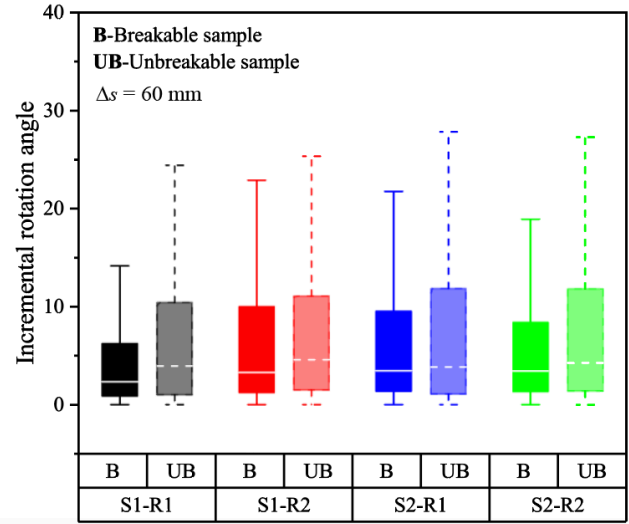 40
B-Breakable sample
UB-Unbreakable sample
Δs = 60 mm
30
20
10
0
Incremental rotation angle
B UB B UB B UB B UB
S1-R1 S1-R2 S2-R1 S2-R2